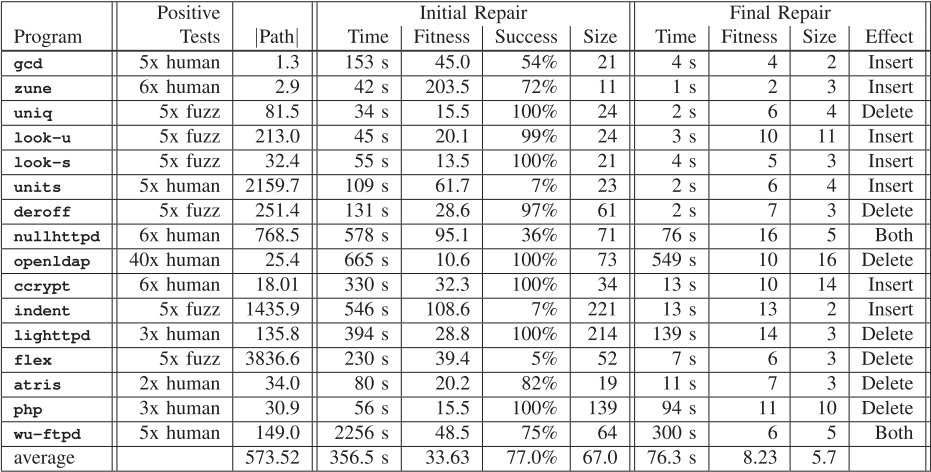 Positive Initial Repair Final Repair
Program Tests |Path| Time Fitness Success Size Time Fitness Size Effect
gcd 5x human 1.3 153 s 45.0 54% 21 4 s 4 2 Insert
zune 6x human 2.9 42 s 203.5 72% 11 1 s 2 3 Insert
uniq 5x fuzz 81.5 34 s 15.5 100% 24 2 s 6 4 Delete
look-u 5x fuzz 213.0 45 s 20.1 99% 24 3 s 10 11 Insert
look-s 5x fuzz 32.4 55 s 13.5 100% 21 4 s 5 3 Insert
units 5x human 2159.7 109 s 61.7 7% 23 2 s 6 4 Insert
deroff 5x fuzz 251.4 131 s 28.6 97% 61 2 s 7 3 Delete
nullhttpd 6x human 768.5 578 s 95.1 36% 71 76 s 16 5 Both
openldap 40x human 25.4 665 s 10.6 100% 73 549 s 10 16 Delete
ccrypt 6x human 18.01 330 s 32.3 100% 34 13 s 10 14 Insert
indent 5x fuzz 1435.9 546 s 108.6 7% 221 13 s 13 2 Insert
lighttpd 3x human 135.8 394 s 28.8 100% 214 139 s 14 3 Delete
flex 5x fuzz 3836.6 230 s 39.4 5% 52 7 s 6 3 Delete
atris 2x human 34.0 80 s 20.2 82% 19 11 s 7 3 Delete
php 3x human 30.9 56 s 15.5 100% 139 94 s 11 10 Delete
wu-ftpd 5x human 149.0 2256 s 48.5 75% 64 300 s 6 5 Both
average 573.52 356.5 s 33.63 77.0% 67.0 76.3 s 8.23 5.7